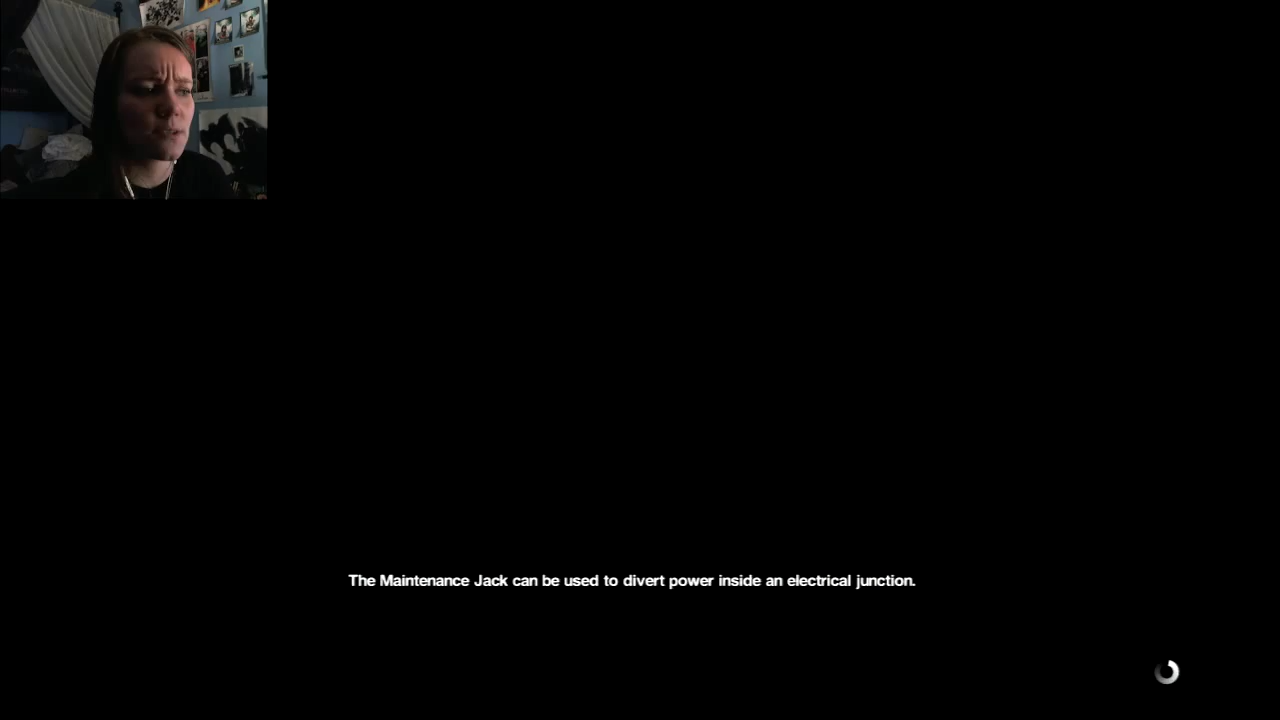 The Maintenance Jack can be used to divert power inside an electrical junction.